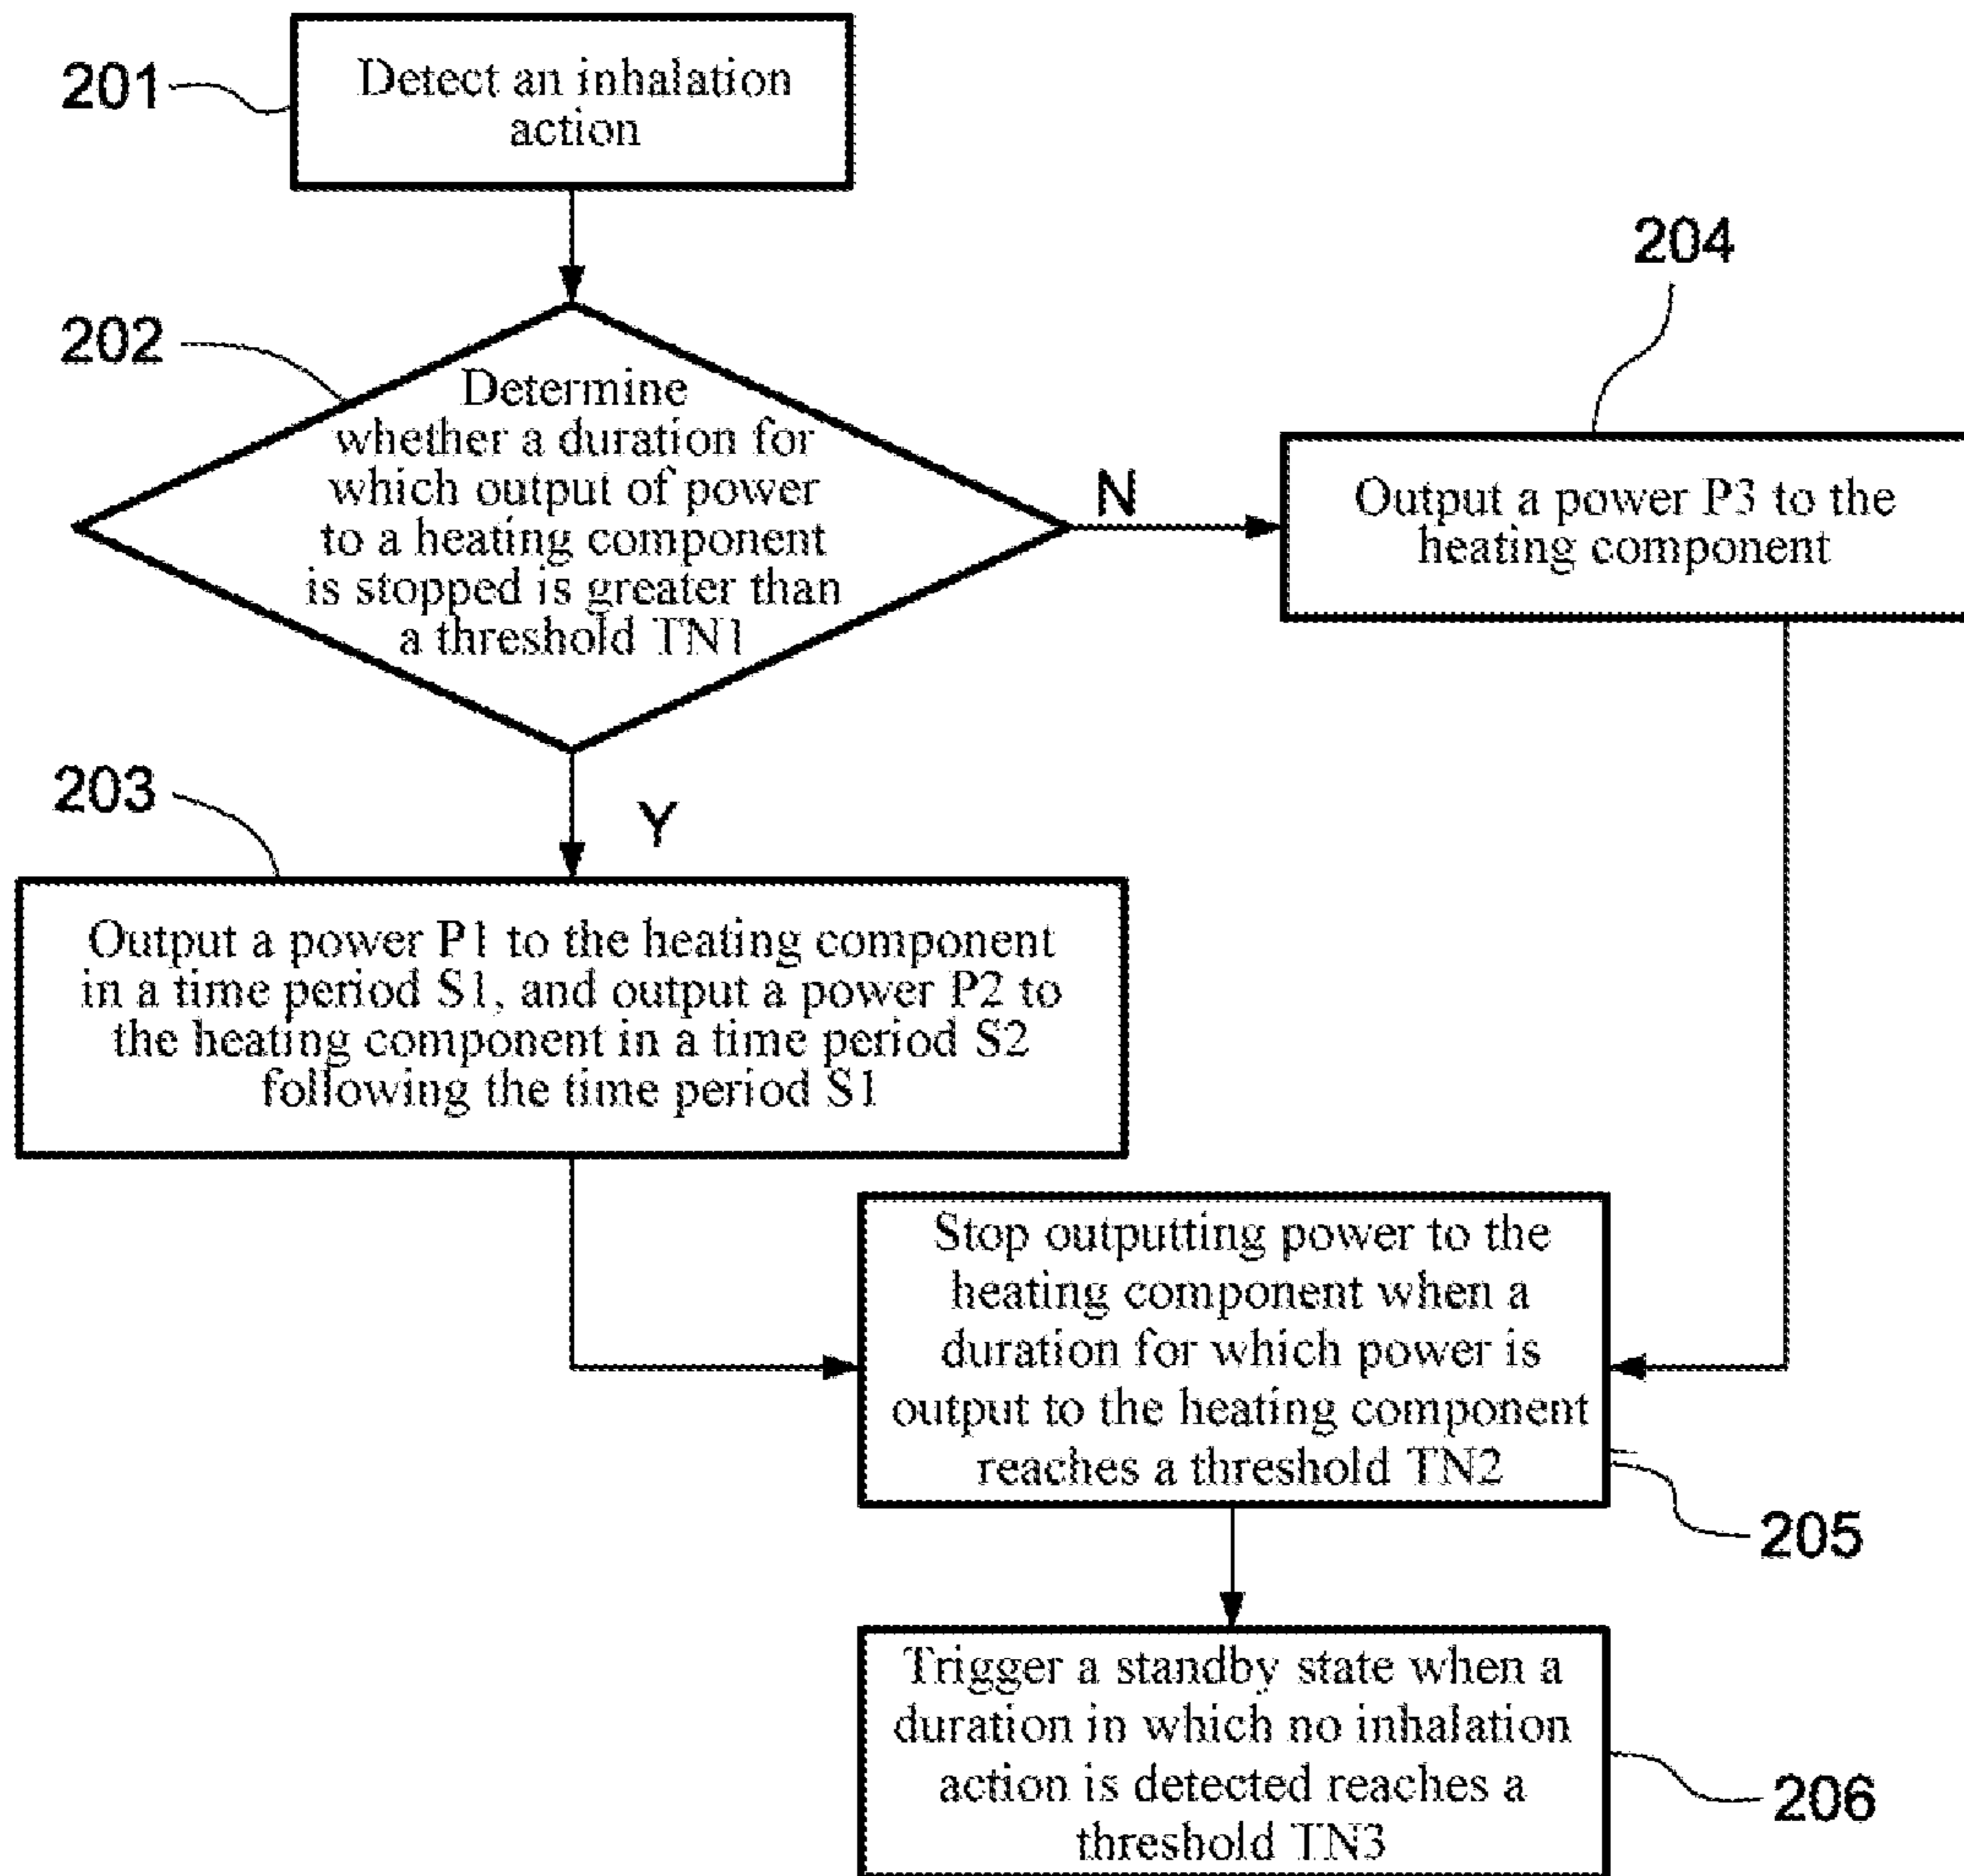 201
Detect an inhalation
action
202
Determine
whether a duration for
which output of power
to a heating component
is stopped is greater than
a threshold TN1
N
204
Output a power P3 to the
heating component
Y
203
Output a power P1 to the heating component
in a time period S1, and output a power P2 to
the heating component in a time period S2
following the time period S1
Stop outputting power to the
heating component when a
duration for which power is
output to the heating component
reaches a threshold TN2
205
Trigger a standby state when a
duration in which no inhalation
action is detected reaches a
threshold TN3
206